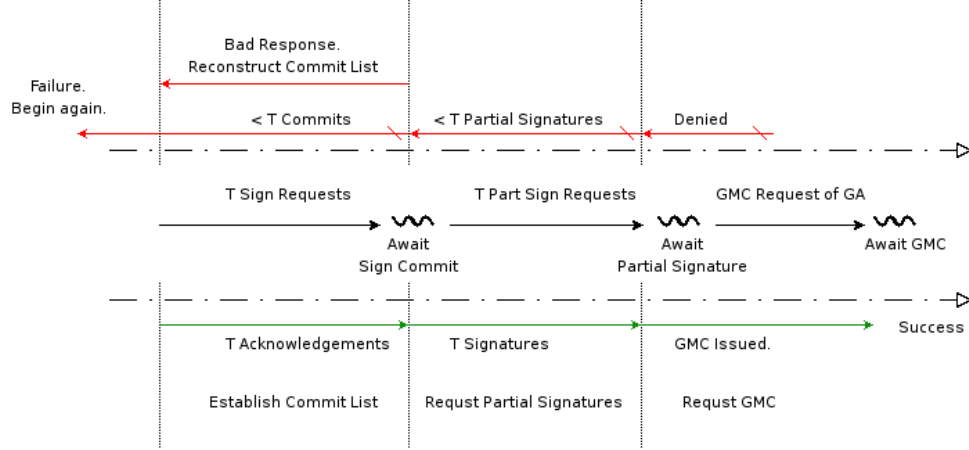 Bad Response.
Reconstruct Commit List
Failure.
Begin again.
< T Commits
< T Partial Signatures
Denied
T Sign Requests
T Part Sign Requests
GMC Request of GA
Await
Sign Commit
Await
Partial Signature
Await GMC
Success
T Acknowledgements
T Signatures
GMC Issued.
Establish Commit List
Requst Partial Signatures
Requst GMC